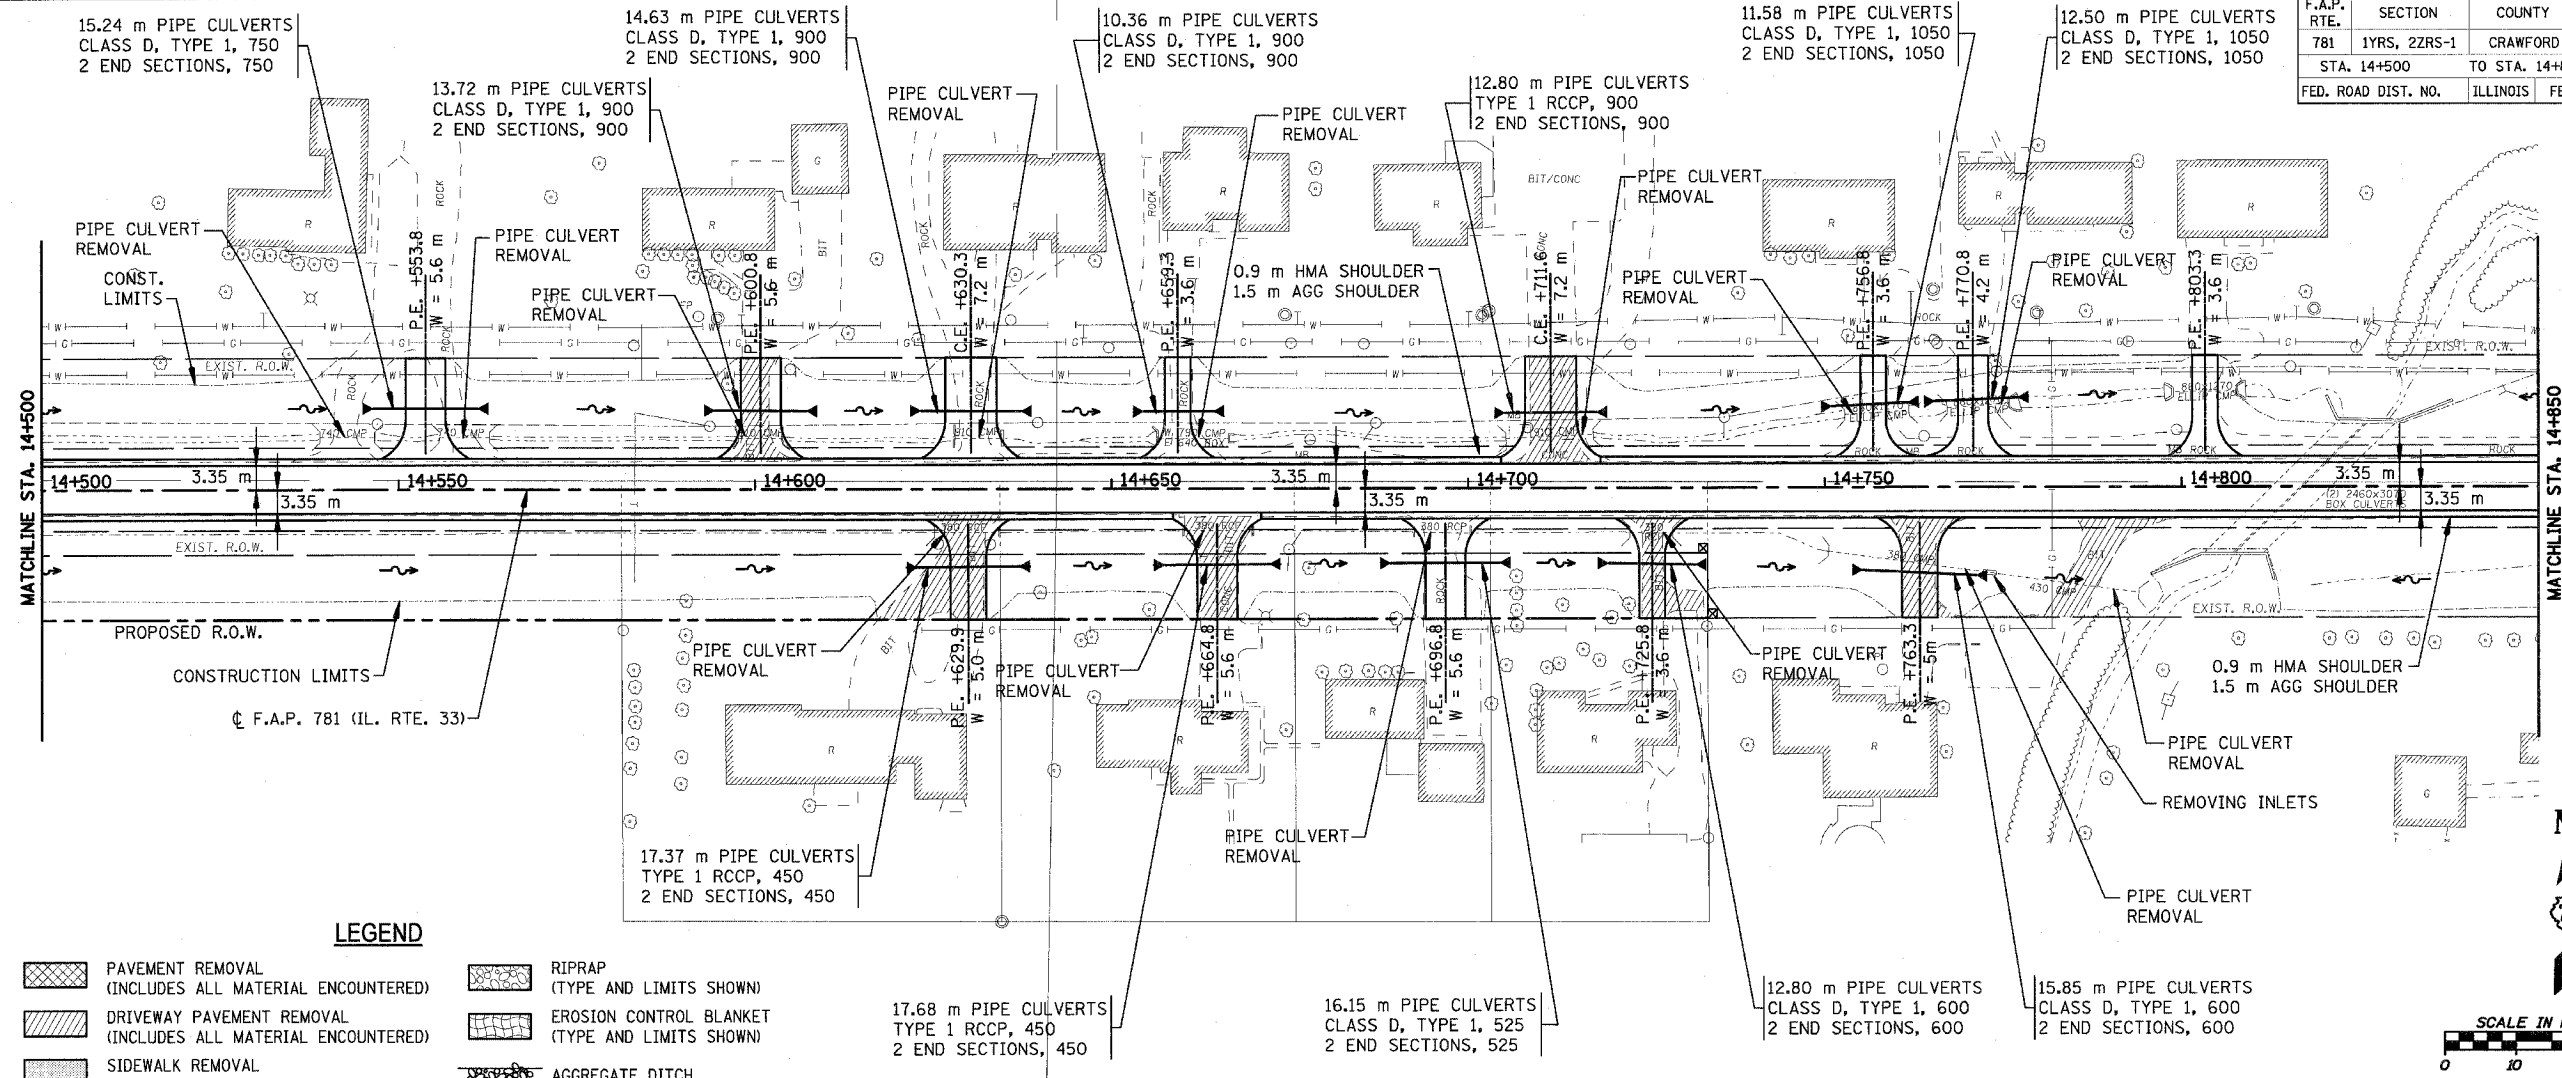 15.24 m PIPE CULVERTS
CLASS D, TYPE 1, 750
2 END SECTIONS, 750
14.63 m PIPE CULVERTS
CLASS D, TYPE 1, 900
2 END SECTIONS, 900
10.36 m PIPE CULVERTS
CLASS D, TYPE 1, 900
2 END SECTIONS, 900
11.58 m PIPE CULVERTS
CLASS D, TYPE 1, 1050
2 END SECTIONS, 1050
12.50 m PIPE CULVERTS
CLASS D, TYPE 1, 1050
2 END SECTIONS, 1050
F.A.P. RTE. SECTION COUNTY
781 1YRS, 2ZRS-1 CRAWFORD
STA. 14+500 TO STA. 14+8
FED. ROAD DIST. NO. ILLINOIS FE
13.72 m PIPE CULVERTS
CLASS D, TYPE 1, 900
2 END SECTIONS, 900
PIPE CULVERT
REMOVAL
PIPE CULVERT
REMOVAL
12.80 m PIPE CULVERTS
TYPE 1 RCCP, 900
2 END SECTIONS, 900
PIPE CULVERT
REMOVAL
PIPE CULVERT
REMOVAL
PIPE CULVERT
REMOVAL
PIPE CULVERT
REMOVAL
PIPE CULVERT
REMOVAL
PIPE CULVERT
REMOVAL
CONST.
LIMITS
0.9 m HMA SHOULDER
1.5 m AGG SHOULDER
BIT/CONC
P.E. +553.8
W = 5.6 m
P.E. +600.8
W = 5.6 m
C.E. +630.3
W = 7.2 m
P.E. +659.3
W = 3.6 m
C.E. +711.6
W = 7.2 m
P.E. +756.8
W = 3.6 m
P.E. +770.8
W = 4.2 m
P.E. +803.3
W = 3.6 m
EXIST. R.O.W.
EXIST. R.O.W.
MATCHLINE STA. 14+500
MATCHLINE STA. 14+850
14+500
14+550
14+600
14+650
14+700
14+750
14+800
3.35 m
3.35 m
3.35 m
3.35 m
3.35 m
3.35 m
(2) 2460x3070
BOX CULVERTS
EXIST. R.O.W.
EXIST. R.O.W.
PROPOSED R.O.W.
CONSTRUCTION LIMITS
℄ F.A.P. 781 (IL. RTE. 33)
PIPE CULVERT
REMOVAL
P.E. +629.9
W = 5.0 m
PIPE CULVERT
REMOVAL
P.E. +664.8
W = 5.6 m
P.E. +696.8
W = 5.6 m
P.E. +725.8
W = 3.6 m
PIPE CULVERT
REMOVAL
P.E. +763.3
W = 5m
0.9 m HMA SHOULDER
1.5 m AGG SHOULDER
PIPE CULVERT
REMOVAL
REMOVING INLETS
PIPE CULVERT
REMOVAL
PIPE CULVERT
REMOVAL
17.37 m PIPE CULVERTS
TYPE 1 RCCP, 450
2 END SECTIONS, 450
17.68 m PIPE CULVERTS
TYPE 1 RCCP, 450
2 END SECTIONS, 450
16.15 m PIPE CULVERTS
CLASS D, TYPE 1, 525
2 END SECTIONS, 525
12.80 m PIPE CULVERTS
CLASS D, TYPE 1, 600
2 END SECTIONS, 600
15.85 m PIPE CULVERTS
CLASS D, TYPE 1, 600
2 END SECTIONS, 600
LEGEND
PAVEMENT REMOVAL
(INCLUDES ALL MATERIAL ENCOUNTERED)
DRIVEWAY PAVEMENT REMOVAL
(INCLUDES ALL MATERIAL ENCOUNTERED)
SIDEWALK REMOVAL
RIPRAP
(TYPE AND LIMITS SHOWN)
EROSION CONTROL BLANKET
(TYPE AND LIMITS SHOWN)
AGGREGATE DITCH
SCALE IN
0 10